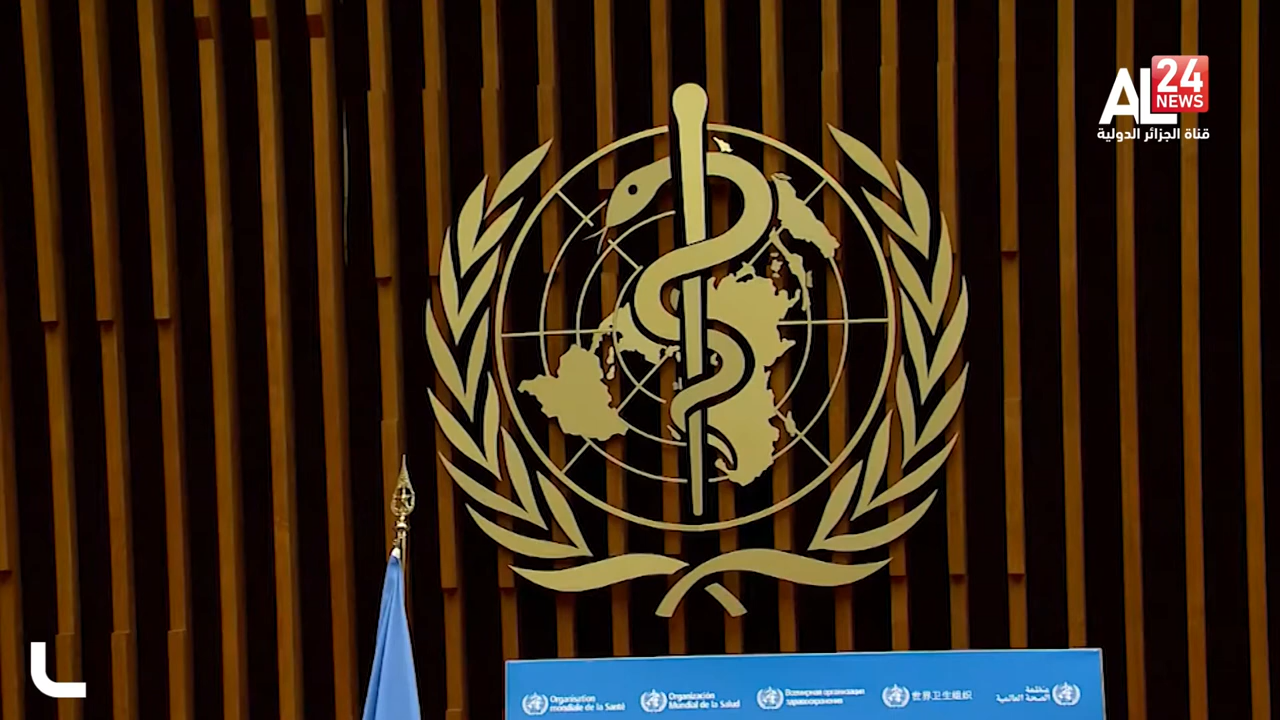 AL
24
NEWS
قناة الجزائر الدولية
Organisation
mondiale de la Santé
Organización
Mundial de la Salud
Всемирная организация
здравоохранения
世界卫生组织
منظمة
الصحة العالمية